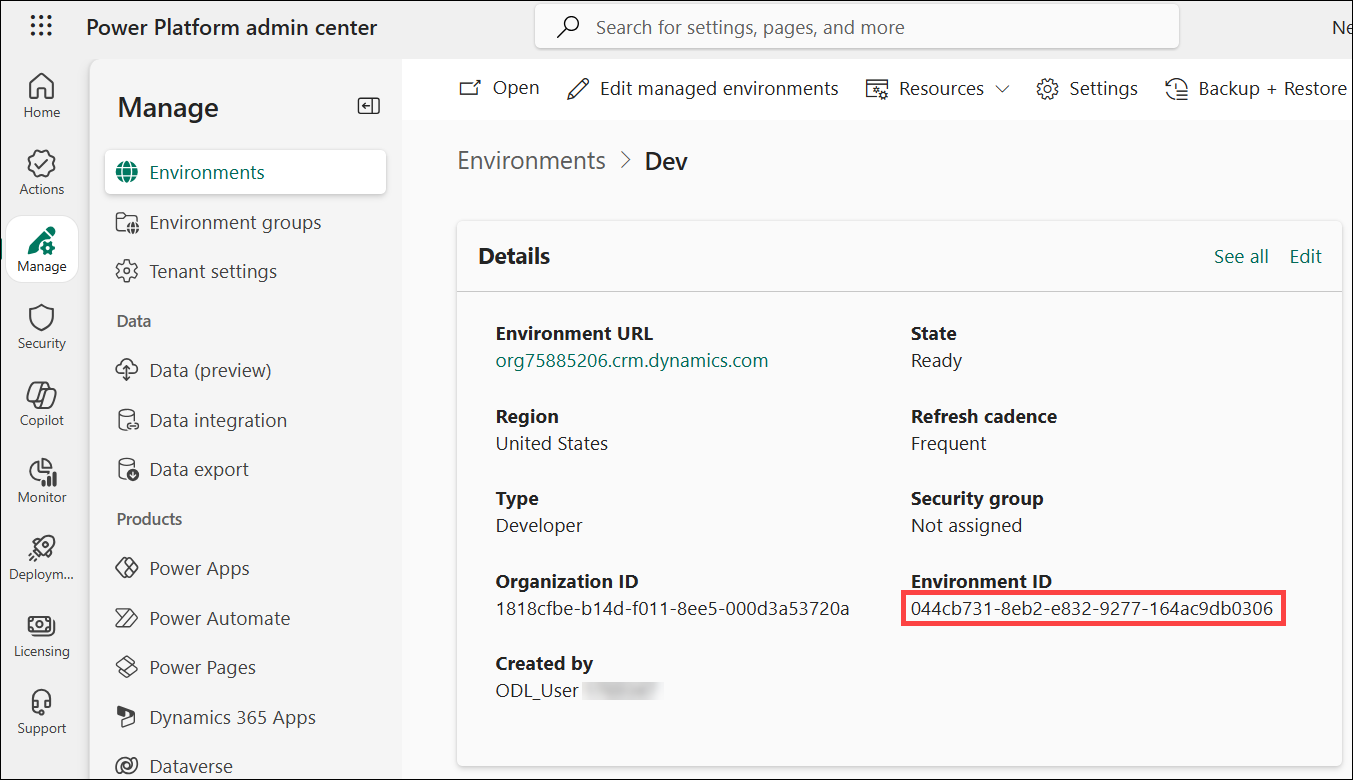 Power Platform admin center
Search for settings, pages, and more
Ne
Home
Actions
Manage
Security
Copilot
Monitor
Deploym...
Licensing
Support
Manage
Environments
Environment groups
Tenant settings
Data
Data (preview)
Data integration
Data export
Products
Power Apps
Power Automate
Power Pages
Dynamics 365 Apps
Dataverse
Open
Edit managed environments
Resources
Settings
Backup + Restore
Environments > Dev
Details
See all
Edit
Environment URL
org75885206.crm.dynamics.com
State
Ready
Region
United States
Refresh cadence
Frequent
Type
Developer
Security group
Not assigned
Organization ID
1818cfbe-b14d-f011-8ee5-000d3a53720a
Environment ID
044cb731-8eb2-e832-9277-164ac9db0306
Created by
ODL_User